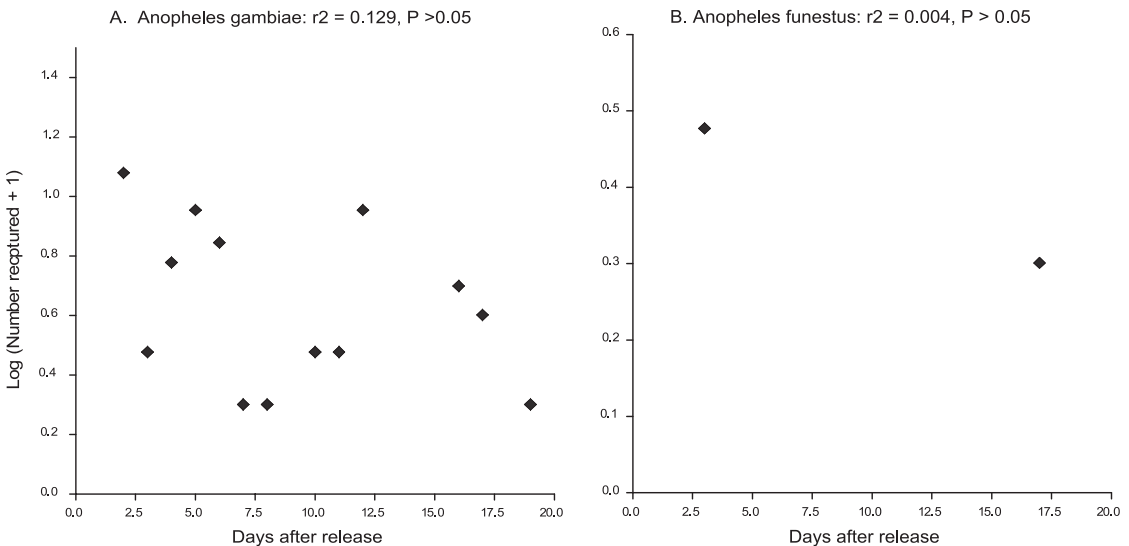 A. Anopheles gambiae: r2 = 0.129, P >0.05
1.4
1.2
1.0
0.8
0.6
0.4
0.2
0.0
Log (Number recptured + 1)
0.0 2.5 5.0 7.5 10.0 12.5 15.0 17.5 20.0
Days after release
B. Anopheles funestus: r2 = 0.004, P > 0.05
0.6
0.5
0.4
0.3
0.2
0.1
0.0
0.0 2.5 5.0 7.5 10.0 12.5 15.0 17.5 20.0
Days after release